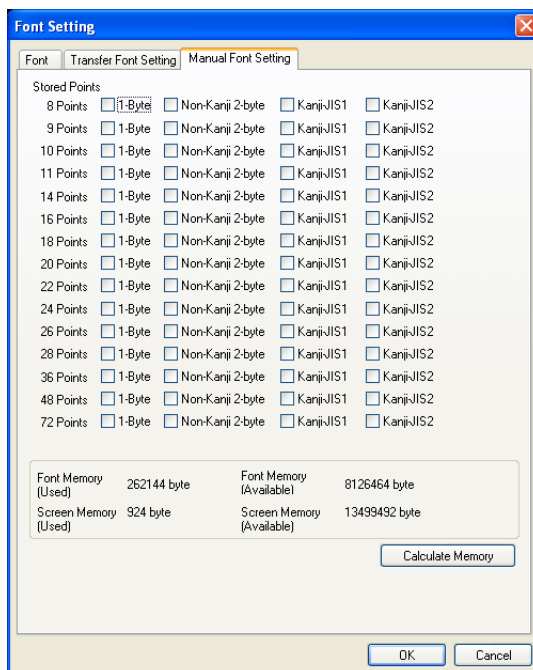 Font Setting
Font Transfer Font Setting Manual Font Setting
Stored Points
8 Points 1-Byte Non-Kanji 2-byte Kanji-JIS1 Kanji-JIS2
9 Points 1-Byte Non-Kanji 2-byte Kanji-JIS1 Kanji-JIS2
10 Points 1-Byte Non-Kanji 2-byte Kanji-JIS1 Kanji-JIS2
11 Points 1-Byte Non-Kanji 2-byte Kanji-JIS1 Kanji-JIS2
14 Points 1-Byte Non-Kanji 2-byte Kanji-JIS1 Kanji-JIS2
16 Points 1-Byte Non-Kanji 2-byte Kanji-JIS1 Kanji-JIS2
18 Points 1-Byte Non-Kanji 2-byte Kanji-JIS1 Kanji-JIS2
20 Points 1-Byte Non-Kanji 2-byte Kanji-JIS1 Kanji-JIS2
22 Points 1-Byte Non-Kanji 2-byte Kanji-JIS1 Kanji-JIS2
24 Points 1-Byte Non-Kanji 2-byte Kanji-JIS1 Kanji-JIS2
26 Points 1-Byte Non-Kanji 2-byte Kanji-JIS1 Kanji-JIS2
28 Points 1-Byte Non-Kanji 2-byte Kanji-JIS1 Kanji-JIS2
36 Points 1-Byte Non-Kanji 2-byte Kanji-JIS1 Kanji-JIS2
48 Points 1-Byte Non-Kanji 2-byte Kanji-JIS1 Kanji-JIS2
72 Points 1-Byte Non-Kanji 2-byte Kanji-JIS1 Kanji-JIS2
Font Memory (Used) 262144 byte Font Memory (Available) 8126464 byte
Screen Memory (Used) 924 byte Screen Memory (Available) 13499492 byte
Calculate Memory
OK Cancel